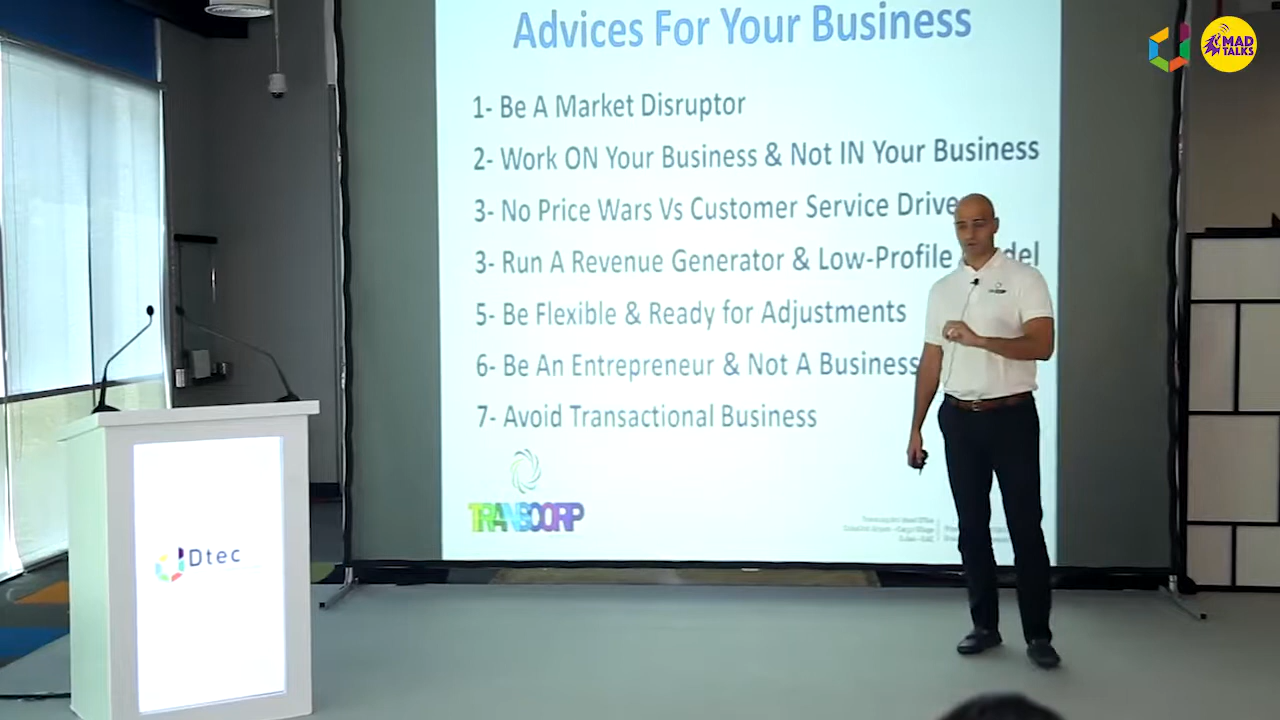 Advices For Your Business
MAD
TALKS
1- Be A Market Disruptor
2- Work ON Your Business & Not IN Your Business
3- No Price Wars Vs Customer Service Drive
3- Run A Revenue Generator & Low-Profile
5- Be Flexible & Ready for Adjustments
6- Be An Entrepreneur & Not A Business
7- Avoid Transactional Business
TRANSCORP
Dtec